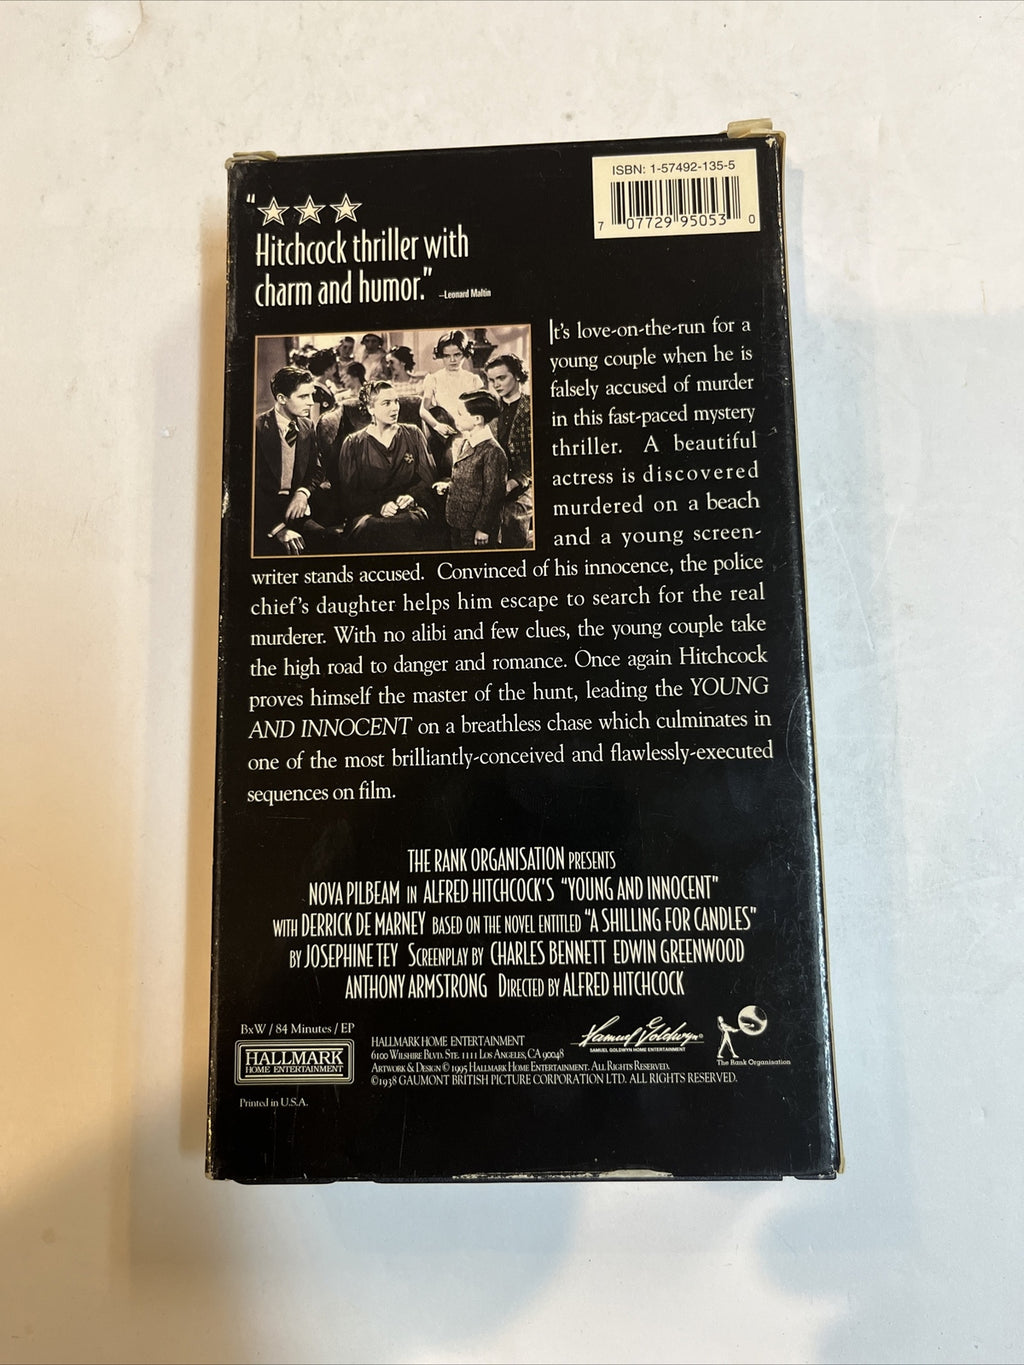 ISBN: 1-57492-135-5
7 07729 95053 0
"☆☆☆
Hitchcock thriller with
charm and humor." –Leonard Maltin
It's love-on-the-run for a
young couple when he is
falsely accused of murder
in this fast-paced mystery
thriller. A beautiful
actress is discovered
murdered on a beach
and a young screen-
writer stands accused. Convinced of his innocence, the police
chief's daughter helps him escape to search for the real
murderer. With no alibi and few clues, the young couple take
the high road to danger and romance. Once again Hitchcock
proves himself the master of the hunt, leading the YOUNG
AND INNOCENT on a breathless chase which culminates in
one of the most brilliantly-conceived and flawlessly-executed
sequences on film.
THE RANK ORGANISATION PRESENTS
NOVA PILBEAM IN ALFRED HITCHCOCK'S "YOUNG AND INNOCENT"
WITH DERRICK DE MARNEY BASED ON THE NOVEL ENTITLED "A SHILLING FOR CANDLES"
BY JOSEPHINE TEY SCREENPLAY BY CHARLES BENNETT EDWIN GREENWOOD
ANTHONY ARMSTRONG DIRECTED BY ALFRED HITCHCOCK
BxW / 84 Minutes / EP
HALLMARK
HOME ENTERTAINMENT
Printed in U.S.A.
HALLMARK HOME ENTERTAINMENT
6100 WILSHIRE BLVD. STE. 1111 LOS ANGELES, CA 90048
ARTWORK & DESIGN © 1995 HALLMARK HOME ENTERTAINMENT. ALL RIGHTS RESERVED.
©1938 GAUMONT BRITISH PICTURE CORPORATION LTD. ALL RIGHTS RESERVED.
Samuel Goldwyn®
SAMUEL GOLDWYN HOME ENTERTAINMENT
The Rank Organisation